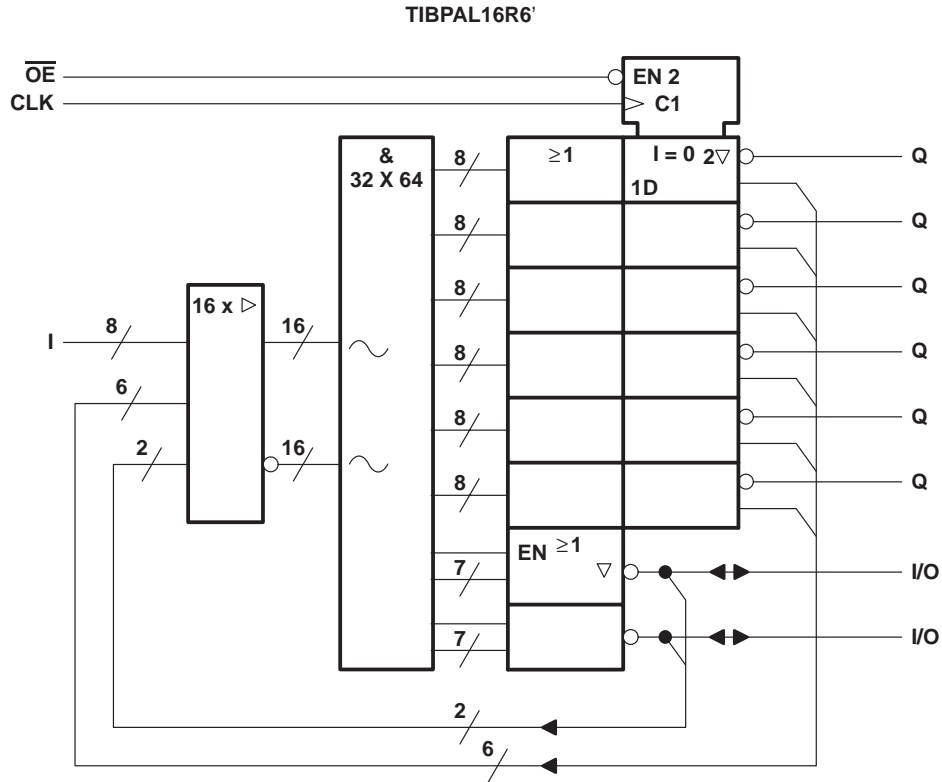 TIBPAL16R6'
OE
EN 2
CLK
C1
&
32 X 64
8
≥1
I = 0 2▽
1D
Q
8
Q
8
Q
16 x ▷
I
8
16
8
Q
6
8
Q
2
16
8
Q
EN ≥1
▽
7
I/O
7
I/O
2
6